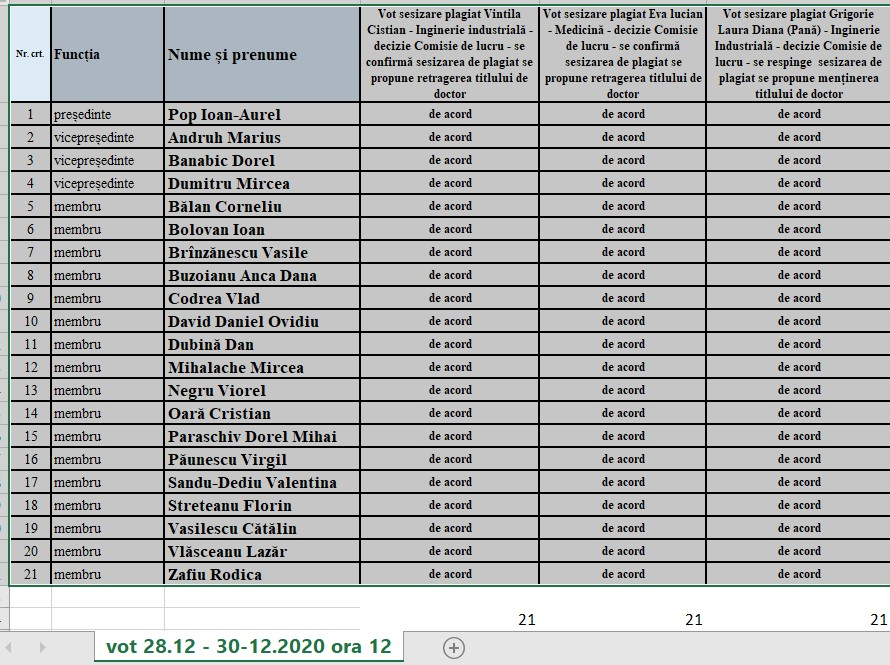 Nr. crt. Funcția Nume și prenume
Vot sesizare plagiat Vintila
Cistian - Inginerie industrială -
decizie Comisie de lucru - se
confirmă sesizarea de plagiat se
propune retragerea titlului de
doctor
Vot sesizare plagiat Eva lucian
- Medicină - decizie Comisie
de lucru - se confirmă
sesizarea de plagiat se
propune retragerea titlului de
doctor
Vot sesizare plagiat Grigorie
Laura Diana (Pană) - Inginerie
Industrială - decizie Comisie de
lucru - se respinge sesizarea de
plagiat se propune menținerea
titlului de doctor
1 președinte Pop Ioan-Aurel de acord de acord de acord
2 vicepreședinte Andruh Marius de acord de acord de acord
3 vicepreședinte Banabic Dorel de acord de acord de acord
4 vicepreședinte Dumitru Mircea de acord de acord de acord
5 membru Bălan Corneliu de acord de acord de acord
6 membru Bolovan Ioan de acord de acord de acord
7 membru Brînzănescu Vasile de acord de acord de acord
8 membru Buzoianu Anca Dana de acord de acord de acord
9 membru Codrea Vlad de acord de acord de acord
10 membru David Daniel Ovidiu de acord de acord de acord
11 membru Dubină Dan de acord de acord de acord
12 membru Mihalache Mircea de acord de acord de acord
13 membru Negru Viorel de acord de acord de acord
14 membru Oară Cristian de acord de acord de acord
15 membru Paraschiv Dorel Mihai de acord de acord de acord
16 membru Păunescu Virgil de acord de acord de acord
17 membru Sandu-Dediu Valentina de acord de acord de acord
18 membru Streteanu Florin de acord de acord de acord
19 membru Vasilescu Cătălin de acord de acord de acord
20 membru Vlăsceanu Lazăr de acord de acord de acord
21 membru Zafiu Rodica de acord de acord de acord
21 21 21
vot 28.12 - 30-12.2020 ora 12